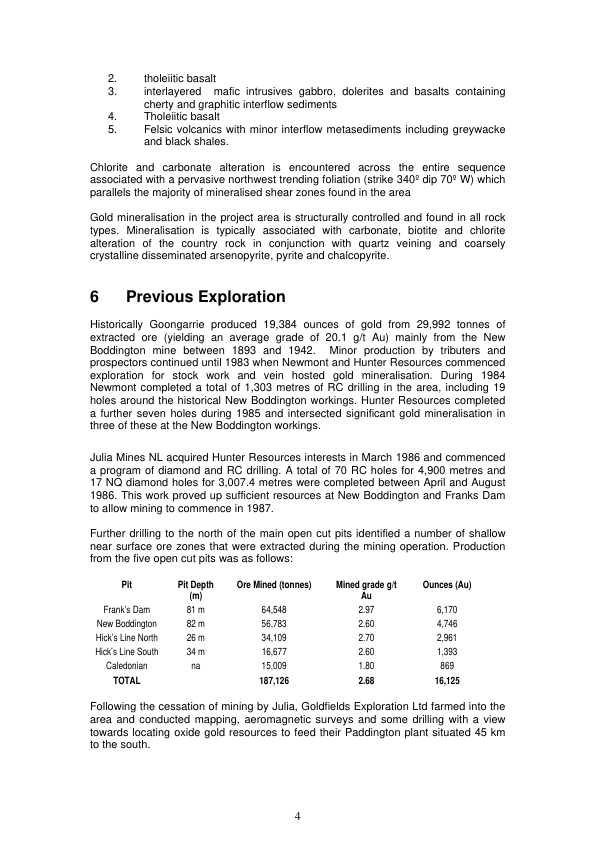 2. tholeiitic basalt
3. interlayered mafic intrusives gabbro, dolerites and basalts containing
cherty and graphitic interflow sediments
4. Tholeiitic basalt
5. Felsic volcanics with minor interflow metasediments including greywacke
and black shales.
Chlorite and carbonate alteration is encountered across the entire sequence
associated with a pervasive northwest trending foliation (strike 340º dip 70º W) which
parallels the majority of mineralised shear zones found in the area
Gold mineralisation in the project area is structurally controlled and found in all rock
types. Mineralisation is typically associated with carbonate, biotite and chlorite
alteration of the country rock in conjunction with quartz veining and coarsely
crystalline disseminated arsenopyrite, pyrite and chalcopyrite.
6 Previous Exploration
Historically Goongarrie produced 19,384 ounces of gold from 29,992 tonnes of
extracted ore (yielding an average grade of 20.1 g/t Au) mainly from the New
Boddington mine between 1893 and 1942. Minor production by tributers and
prospectors continued until 1983 when Newmont and Hunter Resources commenced
exploration for stock work and vein hosted gold mineralisation. During 1984
Newmont completed a total of 1,303 metres of RC drilling in the area, including 19
holes around the historical New Boddington workings. Hunter Resources completed
a further seven holes during 1985 and intersected significant gold mineralisation in
three of these at the New Boddington workings.
Julia Mines NL acquired Hunter Resources interests in March 1986 and commenced
a program of diamond and RC drilling. A total of 70 RC holes for 4,900 metres and
17 NQ diamond holes for 3,007.4 metres were completed between April and August
1986. This work proved up sufficient resources at New Boddington and Franks Dam
to allow mining to commence in 1987.
Further drilling to the north of the main open cut pits identified a number of shallow
near surface ore zones that were extracted during the mining operation. Production
from the five open cut pits was as follows:
Pit Pit Depth Ore Mined (tonnes) Mined grade g/t Ounces (Au)
(m) Au
Frank's Dam 81 m 64,548 2.97 6,170
New Boddington 82 m 56,783 2.60 4,746
Hick's Line North 26 m 34,109 2.70 2,961
Hick's Line South 34 m 16,677 2.60 1,393
Caledonian na 15,009 1.80 869
TOTAL 187,126 2.68 16,125
Following the cessation of mining by Julia, Goldfields Exploration Ltd farmed into the
area and conducted mapping, aeromagnetic surveys and some drilling with a view
towards locating oxide gold resources to feed their Paddington plant situated 45 km
to the south.
4